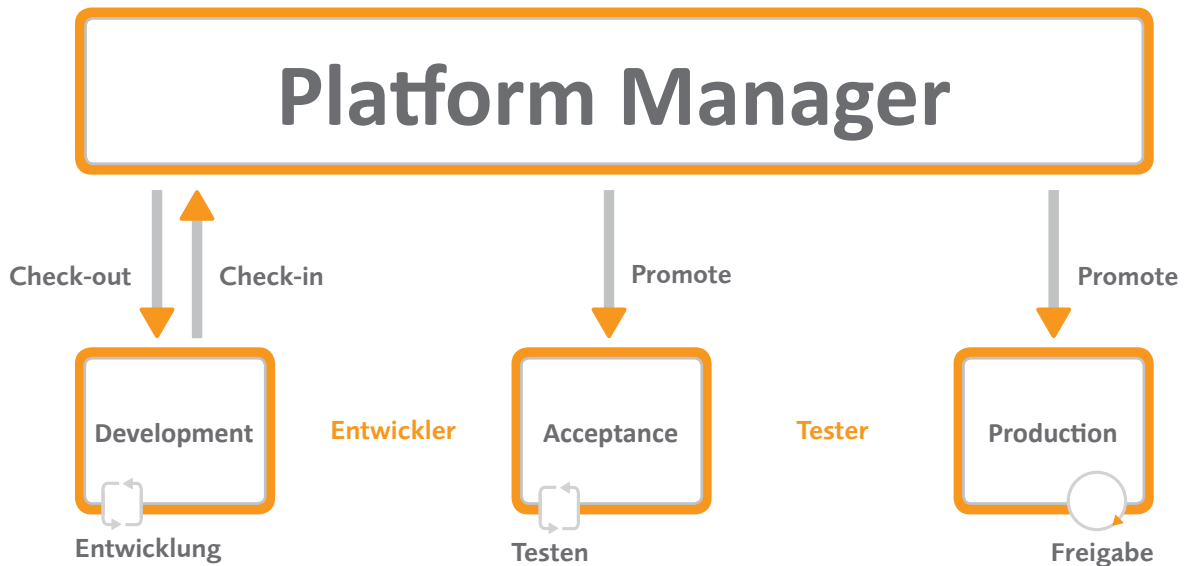 Platform Manager
Check-out
Check-in
Promote
Promote
Development
Entwickler
Acceptance
Tester
Production
Entwicklung
Testen
Freigabe